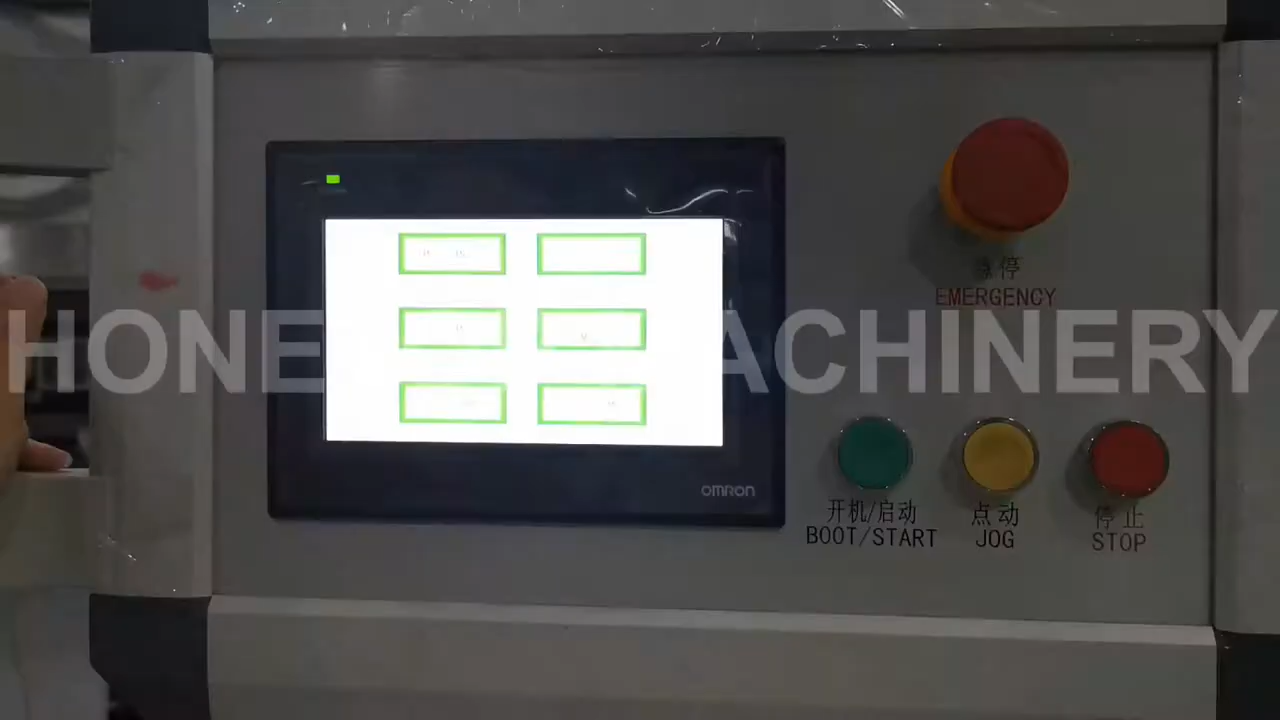 急停
EMERGENCY
HONE ACHINERY
OMRON
开机/启动
BOOT/START
点动
JOG
停止
STOP